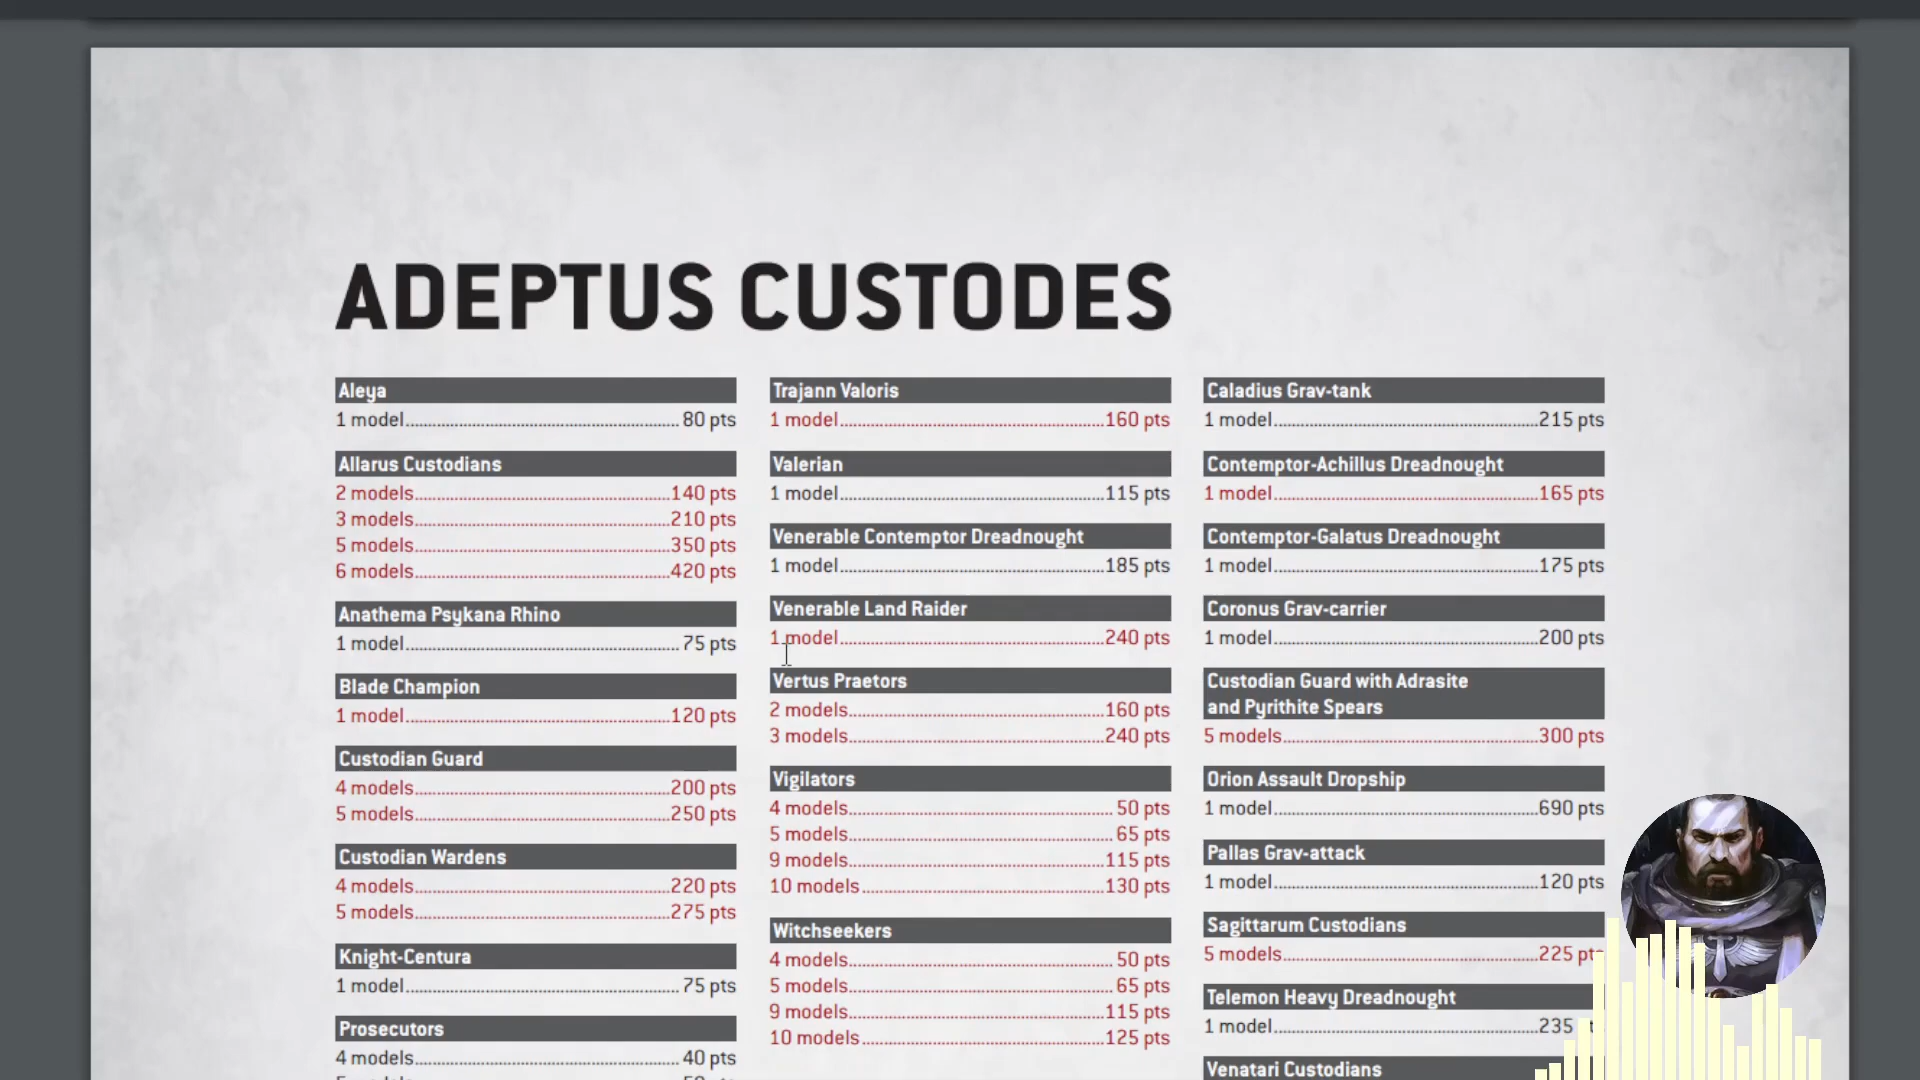 ADEPTUS CUSTODES
Aleya
1 model 80 pts
Allarus Custodians
2 models 140 pts
3 models 210 pts
5 models 350 pts
6 models 420 pts
Anathema Psykana Rhino
1 model 75 pts
Blade Champion
1 model 120 pts
Custodian Guard
4 models 200 pts
5 models 250 pts
Custodian Wardens
4 models 220 pts
5 models 275 pts
Knight-Centura
1 model 75 pts
Prosecutors
4 models 40 pts
Trajann Valoris
1 model 160 pts
Valerian
1 model 115 pts
Venerable Contemptor Dreadnought
1 model 185 pts
Venerable Land Raider
1 model 240 pts
Vertus Praetors
2 models 160 pts
3 models 240 pts
Vigilators
4 models 50 pts
5 models 65 pts
9 models 115 pts
10 models 130 pts
Witchseekers
4 models 50 pts
5 models 65 pts
9 models 115 pts
10 models 125 pts
Caladius Grav-tank
1 model 215 pts
Contemptor-Achillus Dreadnought
1 model 165 pts
Contemptor-Galatus Dreadnought
1 model 175 pts
Coronus Grav-carrier
1 model 200 pts
Custodian Guard with Adrasite
and Pyrithite Spears
5 models 300 pts
Orion Assault Dropship
1 model 690 pts
Pallas Grav-attack
1 model 120 pts
Sagittarum Custodians
5 models 225 pts
Telemon Heavy Dreadnought
1 model 235
Venatari Custodians